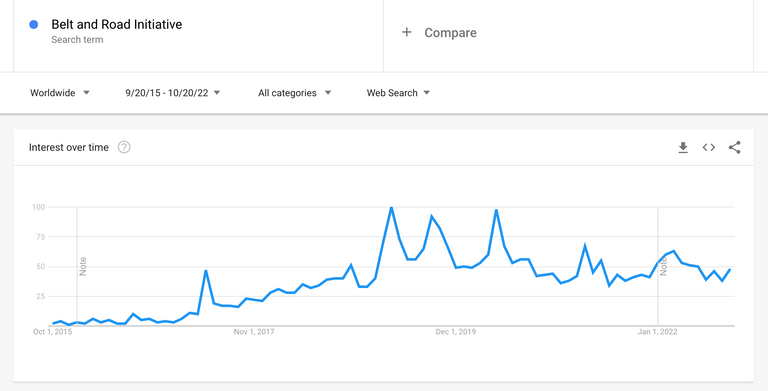 Belt and Road Initiative
Search term
+ Compare
Worldwide
9/20/15 - 10/20/22
All categories
Web Search
Interest over time ?
100
75
50
25
Note
Note
Oct 1, 2015
Nov 1, 2017
Dec 1, 2019
Jan 1, 2022